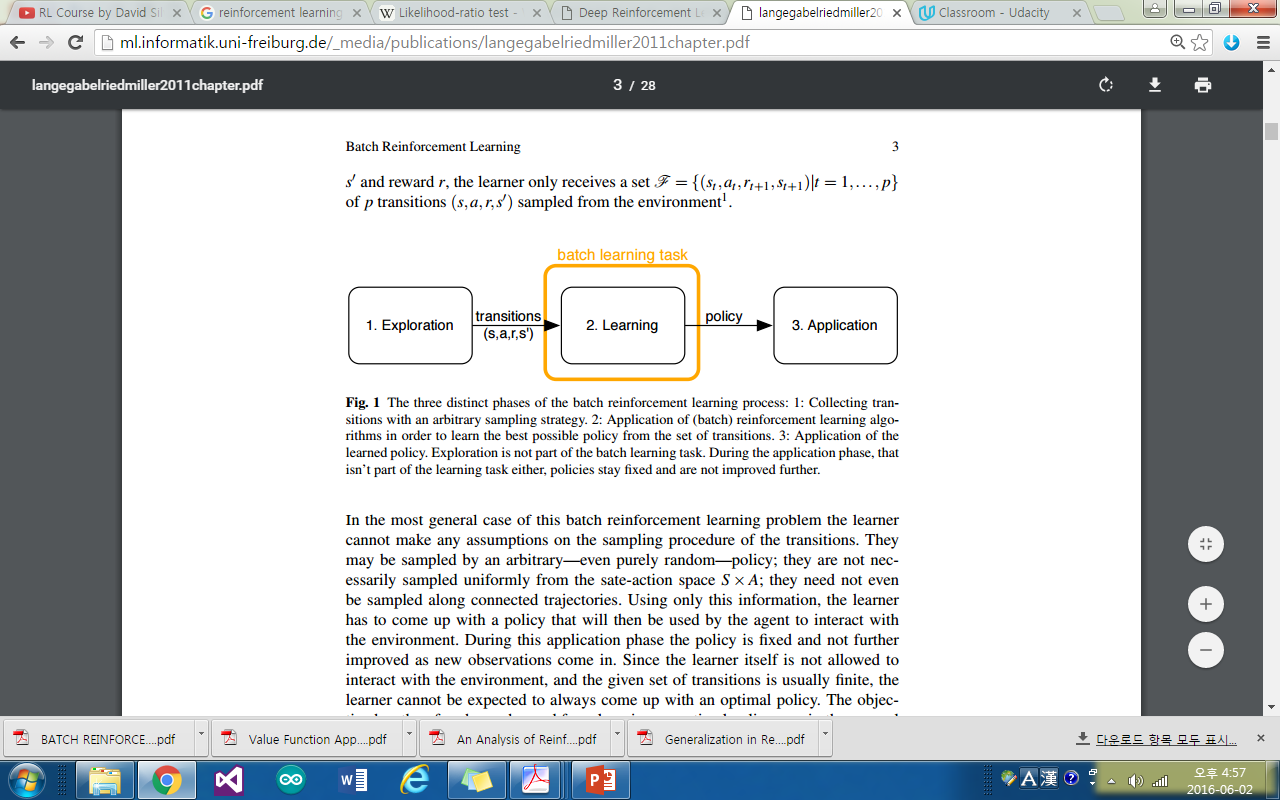 RL Course by David Sil
reinforcement learning
Likelihood-ratio test -
Deep Reinforcement L
langegabelriedmiller20
Classroom - Udacity
ml.informatik.uni-freiburg.de/_media/publications/langegabelriedmiller2011chapter.pdf
langegabelriedmiller2011chapter.pdf
3 / 28
Batch Reinforcement Learning 3
s′ and reward r, the learner only receives a set ℱ = {(sₜ,aₜ,rₜ₊₁,sₜ₊₁)|t = 1,...,p}
of p transitions (s,a,r,s′) sampled from the environment¹.
batch learning task
1. Exploration
transitions
(s,a,r,s')
2. Learning
policy
3. Application
Fig. 1 The three distinct phases of the batch reinforcement learning process: 1: Collecting tran-
sitions with an arbitrary sampling strategy. 2: Application of (batch) reinforcement learning algo-
rithms in order to learn the best possible policy from the set of transitions. 3: Application of the
learned policy. Exploration is not part of the batch learning task. During the application phase, that
isn't part of the learning task either, policies stay fixed and are not improved further.
In the most general case of this batch reinforcement learning problem the learner
cannot make any assumptions on the sampling procedure of the transitions. They
may be sampled by an arbitrary—even purely random—policy; they are not nec-
essarily sampled uniformly from the sate-action space S × A; they need not even
be sampled along connected trajectories. Using only this information, the learner
has to come up with a policy that will then be used by the agent to interact with
the environment. During this application phase the policy is fixed and not further
improved as new observations come in. Since the learner itself is not allowed to
interact with the environment, and the given set of transitions is usually finite, the
learner cannot be expected to always come up with an optimal policy. The objec-
BATCH REINFORCE....pdf
Value Function App....pdf
An Analysis of Reinf....pdf
Generalization in Re....pdf
다운로드 항목 모두 표시...
A 漢
오후 4:57
2016-06-02